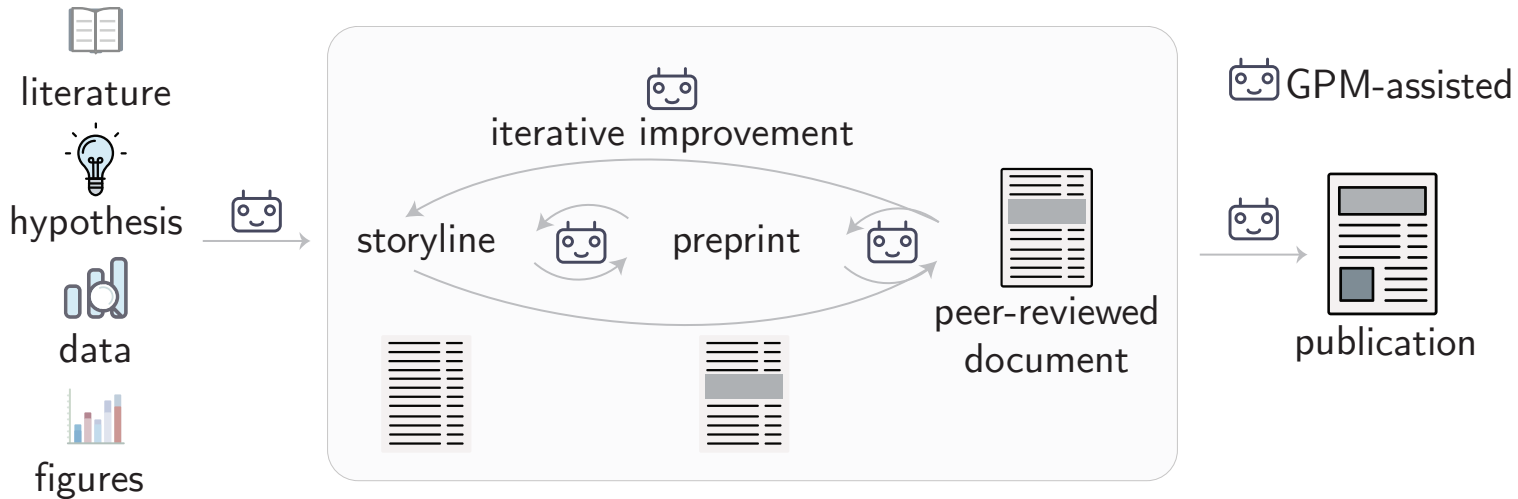 literature
hypothesis
data
figures
iterative improvement
storyline
preprint
peer-reviewed
document
GPM-assisted
publication